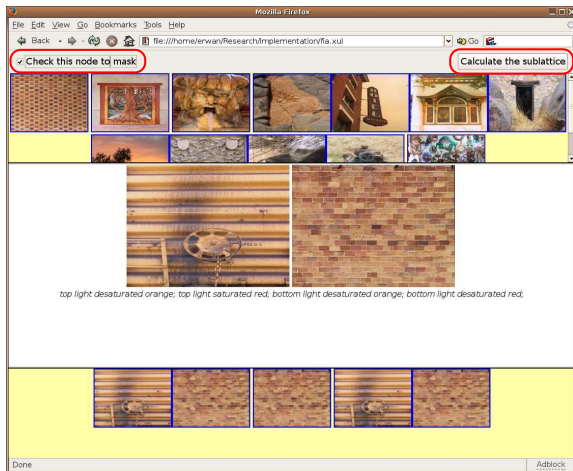 Mozilla Firefox
File Edit View Go Bookmarks Tools Help
Back file:///home/erwan/Research/Implementation/fia.xul Go
Check this node to mask Calculate the sublattice
top light desaturated orange; top light saturated red; bottom light desaturated orange; bottom light desaturated red;
Done Adblock